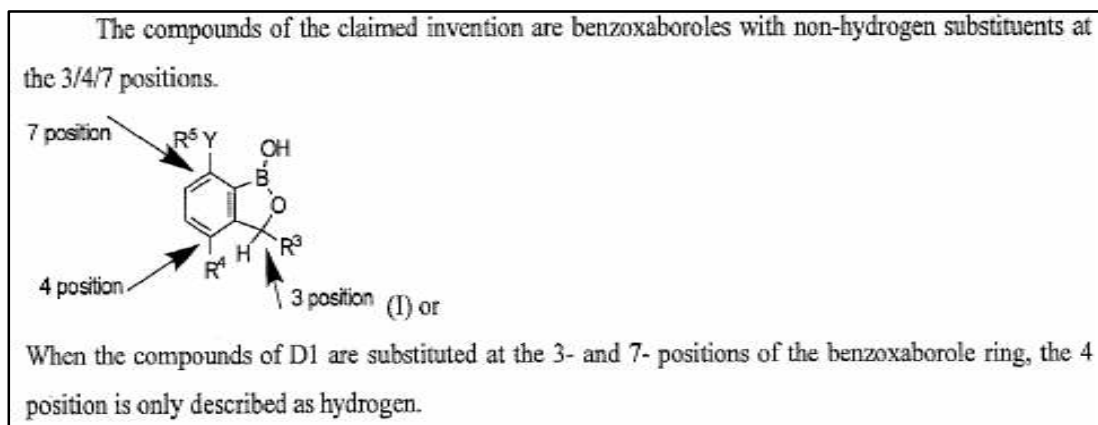 The compounds of the claimed invention are benzoxaboroles with non-hydrogen substituents at
the 3/4/7 positions.
7 position
R⁵ Y
OH
B
O
H
R³
R⁴
4 position
3 position (I) or
When the compounds of D1 are substituted at the 3- and 7- positions of the benzoxaborole ring, the 4
position is only described as hydrogen.